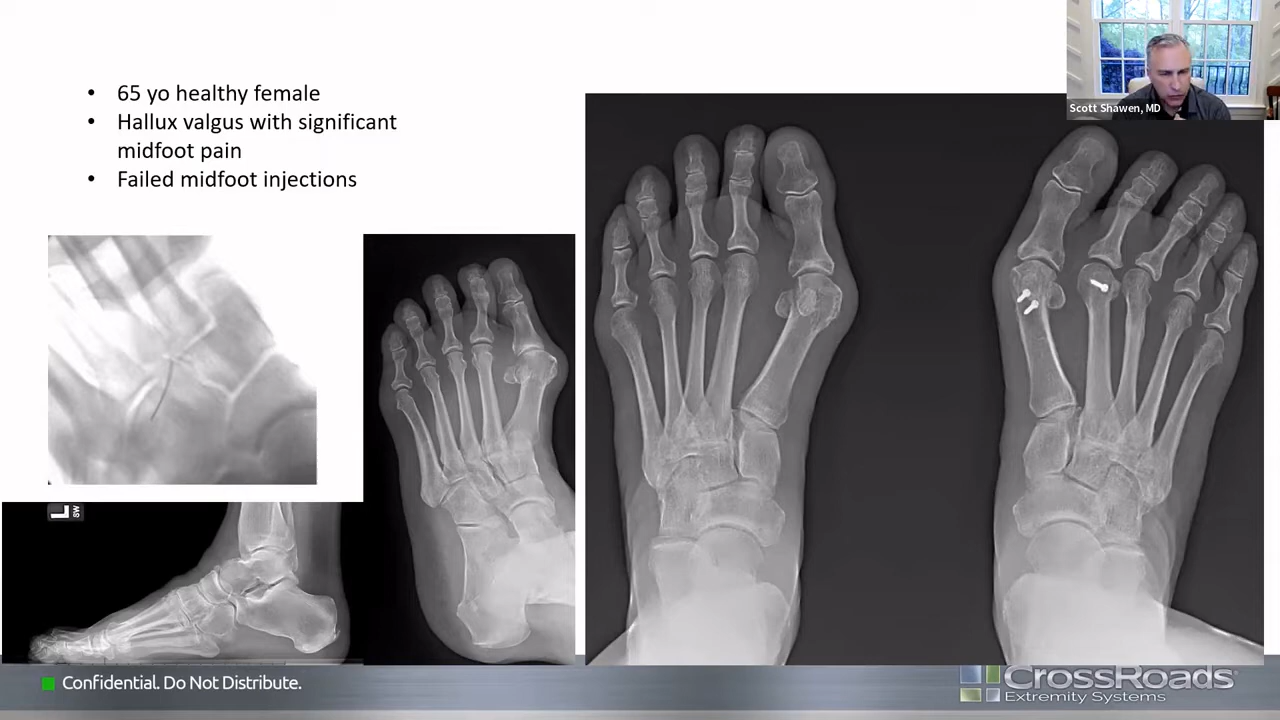 • 65 yo healthy female
• Hallux valgus with significant
midfoot pain
• Failed midfoot injections
Scott Shawen, MD
L
SW
Confidential. Do Not Distribute.
CrossRoads®
Extremity Systems